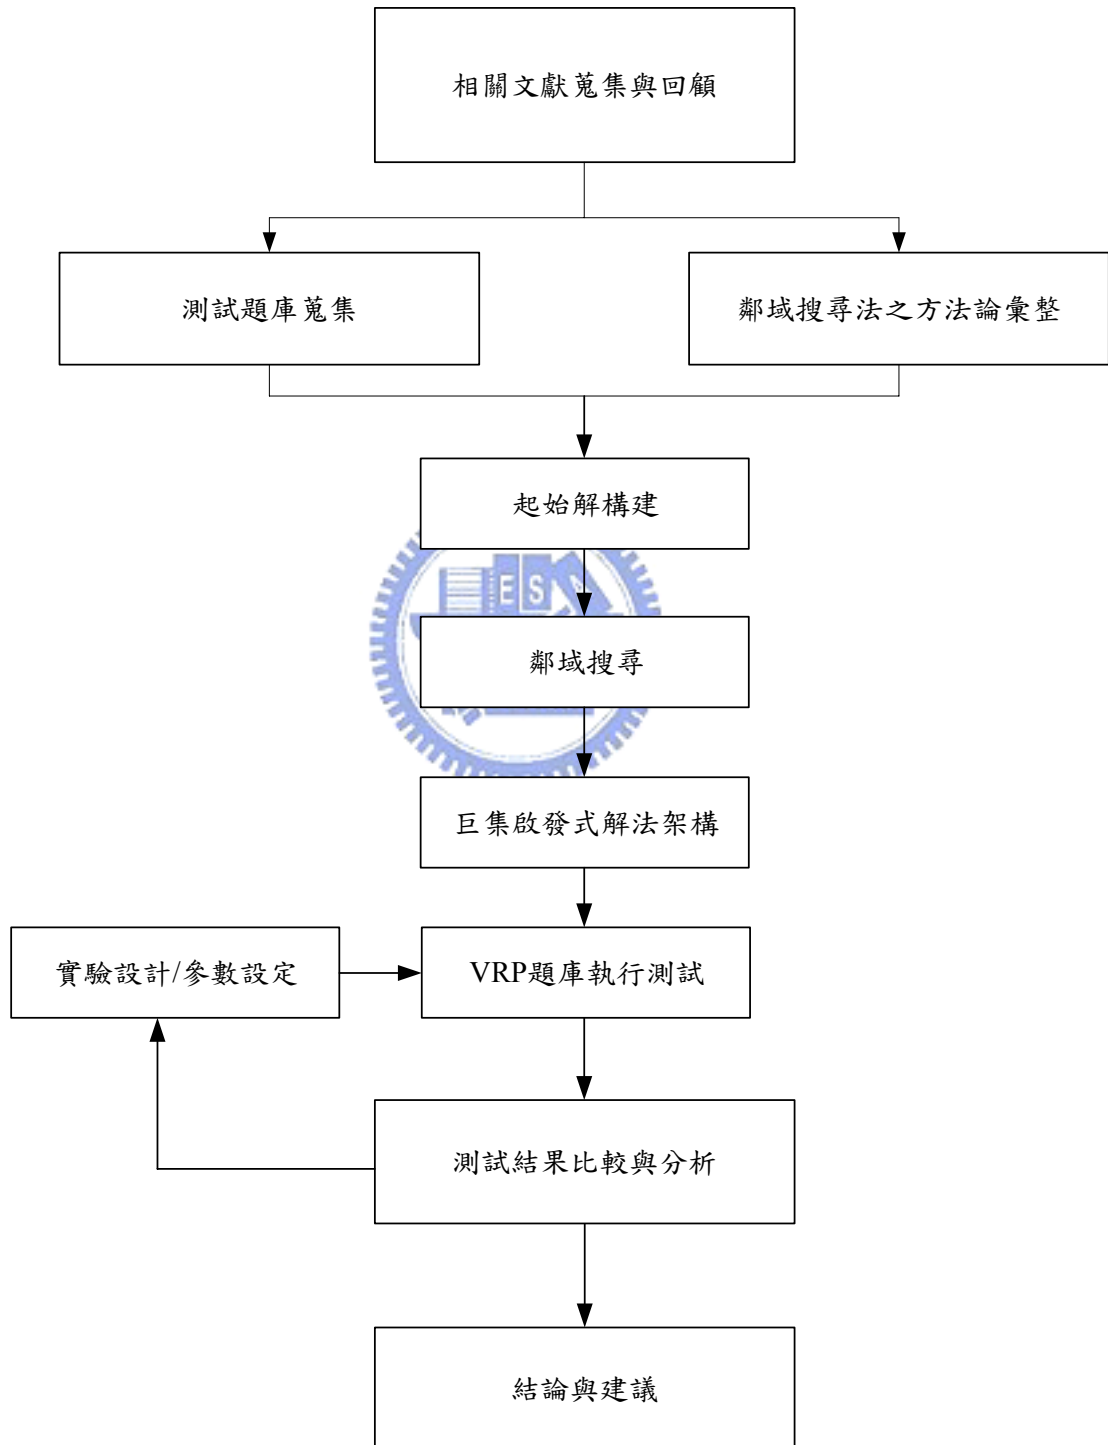 相關文獻蒐集與回顧
測試題庫蒐集
鄰域搜尋法之方法論彙整
起始解構建
ES
鄰域搜尋
巨集啟發式解法架構
實驗設計/參數設定
VRP題庫執行測試
測試結果比較與分析
結論與建議